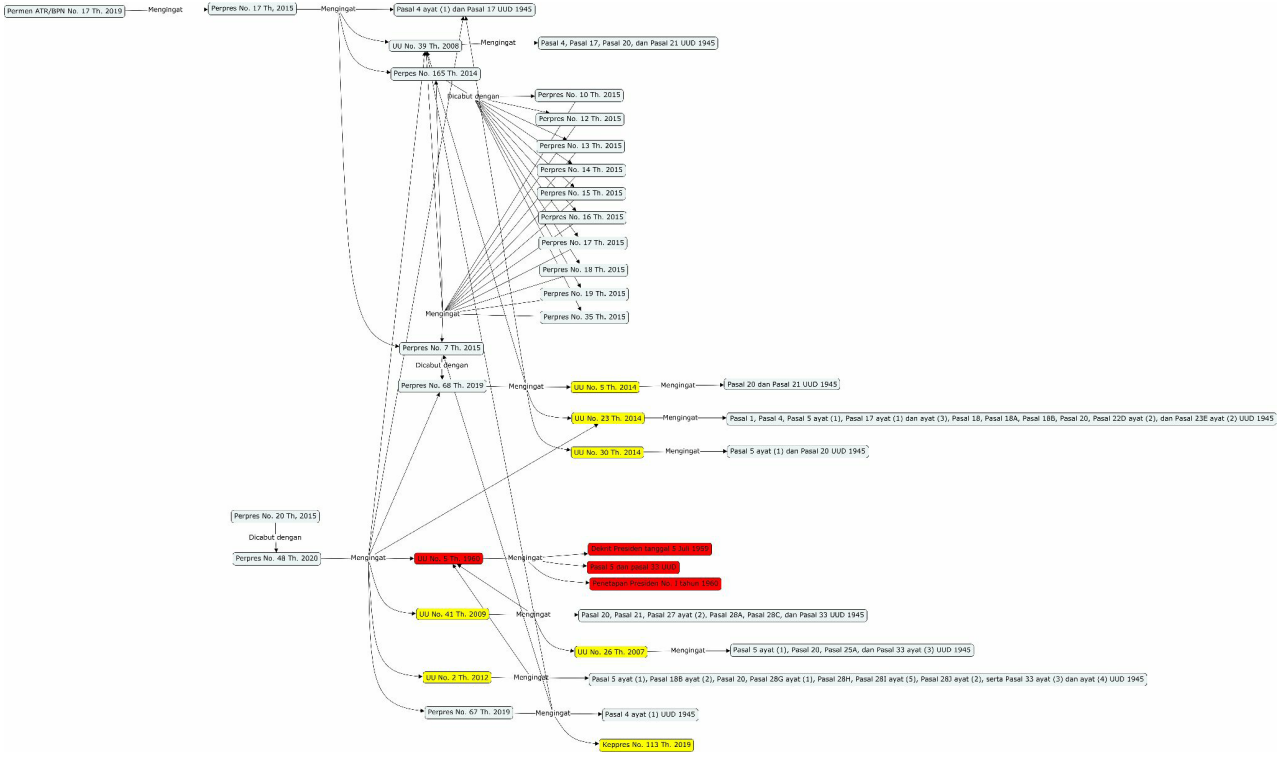 Permen ATR/BPN No. 17 Th. 2019
Mengingat
Perpres No. 17 Th, 2015
Mengingat
Pasal 4 ayat (1) dan Pasal 17 UUD 1945
UU No. 39 Th. 2008
Mengingat
Pasal 4, Pasal 17, Pasal 20, dan Pasal 21 UUD 1945
Perpes No. 165 Th. 2014
Dicabut dengan
Perpres No. 10 Th. 2015
Perpres No. 12 Th. 2015
Perpres No. 13 Th. 2015
Perpres No. 14 Th. 2015
Perpres No. 15 Th. 2015
Perpres No. 16 Th. 2015
Perpres No. 17 Th. 2015
Perpres No. 18 Th. 2015
Perpres No. 19 Th. 2015
Mengingat
Perpres No. 35 Th. 2015
Perpres No. 7 Th. 2015
Dicabut dengan
Perpres No. 68 Th. 2019
Mengingat
UU No. 5 Th. 2014
Mengingat
Pasal 20 dan Pasal 21 UUD 1945
UU No. 23 Th. 2014
Mengingat
Pasal 1, Pasal 4, Pasal 5 ayat (1), Pasal 17 ayat (1) dan ayat (3), Pasal 18, Pasal 18A, Pasal 18B, Pasal 20, Pasal 22D ayat (2), dan Pasal 23E ayat (2) UUD 1945
UU No. 30 Th. 2014
Mengingat
Pasal 5 ayat (1) dan Pasal 20 UUD 1945
Perpres No. 20 Th, 2015
Dicabut dengan
Perpres No. 48 Th. 2020
Mengingat
UU No. 5 Th. 1960
Mengingat
Dekrit Presiden tanggal 5 Juli 1959
Pasal 5 dan pasal 33 UUD
Penetapan Presiden No. I tahun 1960
UU No. 41 Th. 2009
Mengingat
Pasal 20, Pasal 21, Pasal 27 ayat (2), Pasal 28A, Pasal 28C, dan Pasal 33 UUD 1945
UU No. 26 Th. 2007
Mengingat
Pasal 5 ayat (1), Pasal 20, Pasal 25A, dan Pasal 33 ayat (3) UUD 1945
UU No. 2 Th. 2012
Mengingat
Pasal 5 ayat (1), Pasal 18B ayat (2), Pasal 20, Pasal 28G ayat (1), Pasal 28H, Pasal 28I ayat (5), Pasal 28J ayat (2), serta Pasal 33 ayat (3) dan ayat (4) UUD 1945
Perpres No. 67 Th. 2019
Mengingat
Pasal 4 ayat (1) UUD 1945
Keppres No. 113 Th. 2019